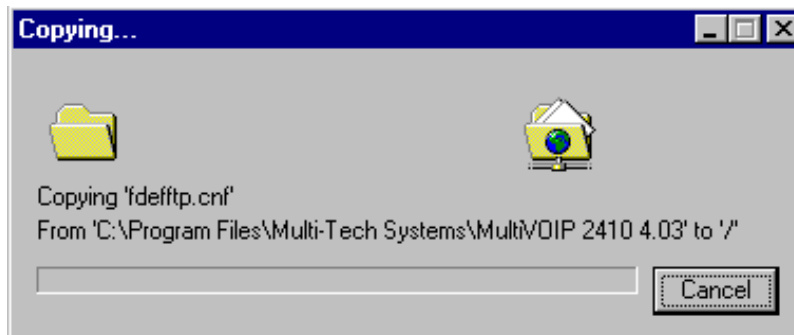 Copying...
Copying 'fdefftp.cnf'
From 'C:\Program Files\Multi-Tech Systems\MultiVOIP 2410 4.03' to '/'
Cancel